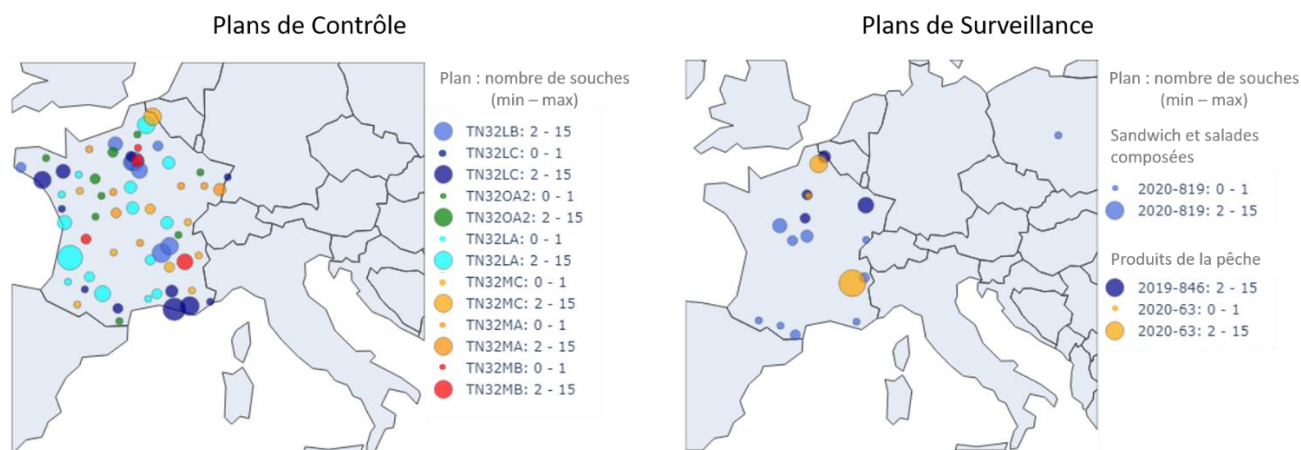 Plans de Contrôle
Plan : nombre de souches
(min – max)
TN32LB: 2 - 15
TN32LC: 0 - 1
TN32LC: 2 - 15
TN32OA2: 0 - 1
TN32OA2: 2 - 15
TN32LA: 0 - 1
TN32LA: 2 - 15
TN32MC: 0 - 1
TN32MC: 2 - 15
TN32MA: 0 - 1
TN32MA: 2 - 15
TN32MB: 0 - 1
TN32MB: 2 - 15
Plans de Surveillance
Plan : nombre de souches
(min – max)
Sandwich et salades
composées
2020-819: 0 - 1
2020-819: 2 - 15
Produits de la pêche
2019-846: 2 - 15
2020-63: 0 - 1
2020-63: 2 - 15